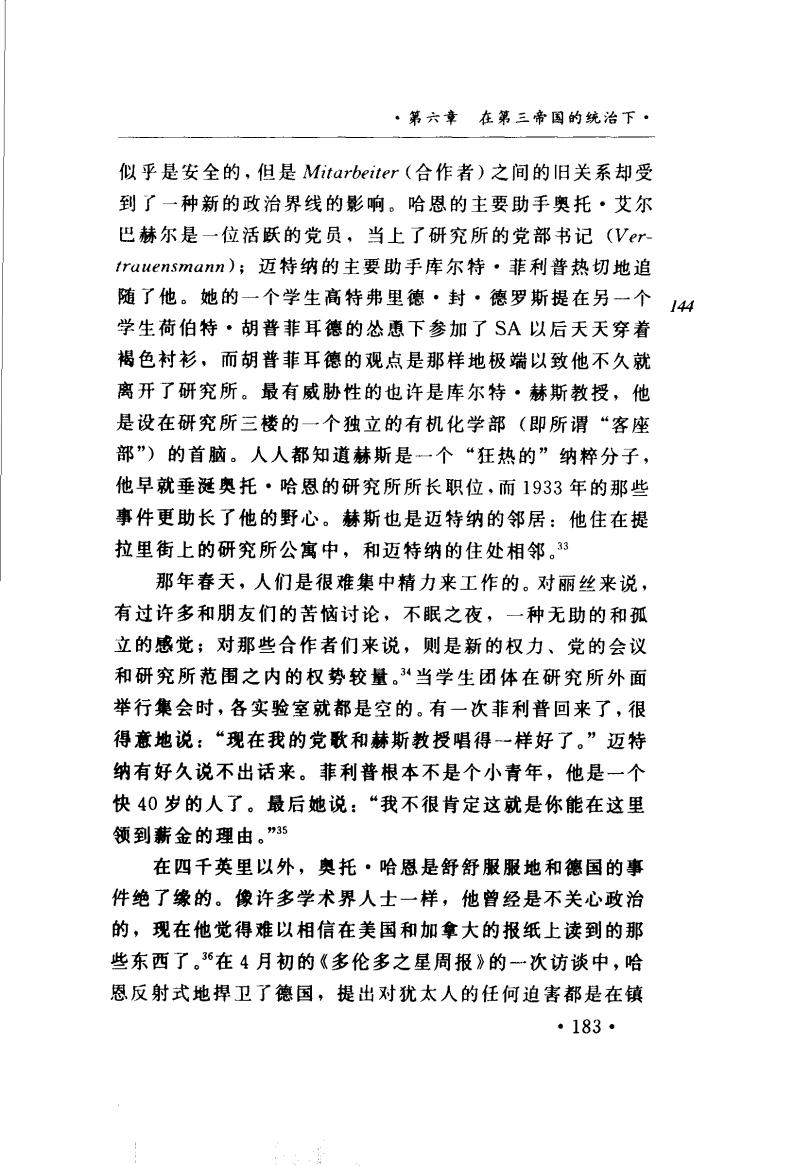 ·第六章 在第三帝国的统治下·
似乎是安全的，但是 Mitarbeiter（合作者）之间的旧关系却受
到了一种新的政治界线的影响。哈恩的主要助手奥托·艾尔
巴赫尔是一位活跃的党员，当上了研究所的党部书记（Ver-
trauensmann）；迈特纳的主要助手库尔特·菲利普热切地追
随了他。她的一个学生高特弗里德·封·德罗斯提在另一个
144
学生荷伯特·胡普菲耳德的怂恿下参加了 SA 以后天天穿着
褐色衬衫，而胡普菲耳德的观点是那样地极端以致他不久就
离开了研究所。最有威胁性的也许是库尔特·赫斯教授，他
是设在研究所三楼的一个独立的有机化学部（即所谓“客座
部”）的首脑。人人都知道赫斯是一个“狂热的”纳粹分子，
他早就垂涎奥托·哈恩的研究所所长职位，而 1933 年的那些
事件更助长了他的野心。赫斯也是迈特纳的邻居：他住在提
拉里街上的研究所公寓中，和迈特纳的住处相邻。33
那年春天，人们是很难集中精力来工作的。对丽丝来说，
有过许多和朋友们的苦恼讨论，不眠之夜，一种无助的和孤
立的感觉；对那些合作者们来说，则是新的权力、党的会议
和研究所范围之内的权势较量。34当学生团体在研究所外面
举行集会时，各实验室就都是空的。有一次菲利普回来了，很
得意地说：“现在我的党歌和赫斯教授唱得一样好了。”迈特
纳有好久说不出话来。菲利普根本不是个小青年，他是一个
快 40 岁的人了。最后她说：“我不很肯定这就是你能在这里
领到薪金的理由。”35
在四千英里以外，奥托·哈恩是舒舒服服地和德国的事
件绝了缘的。像许多学术界人士一样，他曾经是不关心政治
的，现在他觉得难以相信在美国和加拿大的报纸上读到的那
些东西了。36在 4 月初的《多伦多之星周报》的一次访谈中，哈
恩反射式地捍卫了德国，提出对犹太人的任何迫害都是在镇
·183·